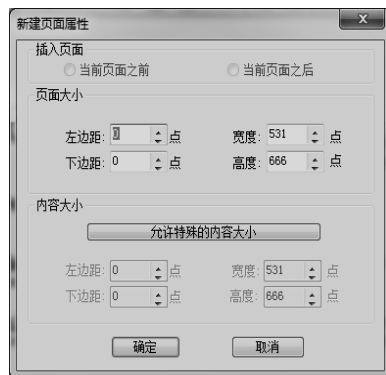 新建页面属性
插入页面
当前页面之前 当前页面之后
页面大小
左边距: 0 点 宽度: 531 点
下边距: 0 点 高度: 666 点
内容大小
允许特殊的内容大小
左边距: 0 点 宽度: 531 点
下边距: 0 点 高度: 666 点
确定 取消